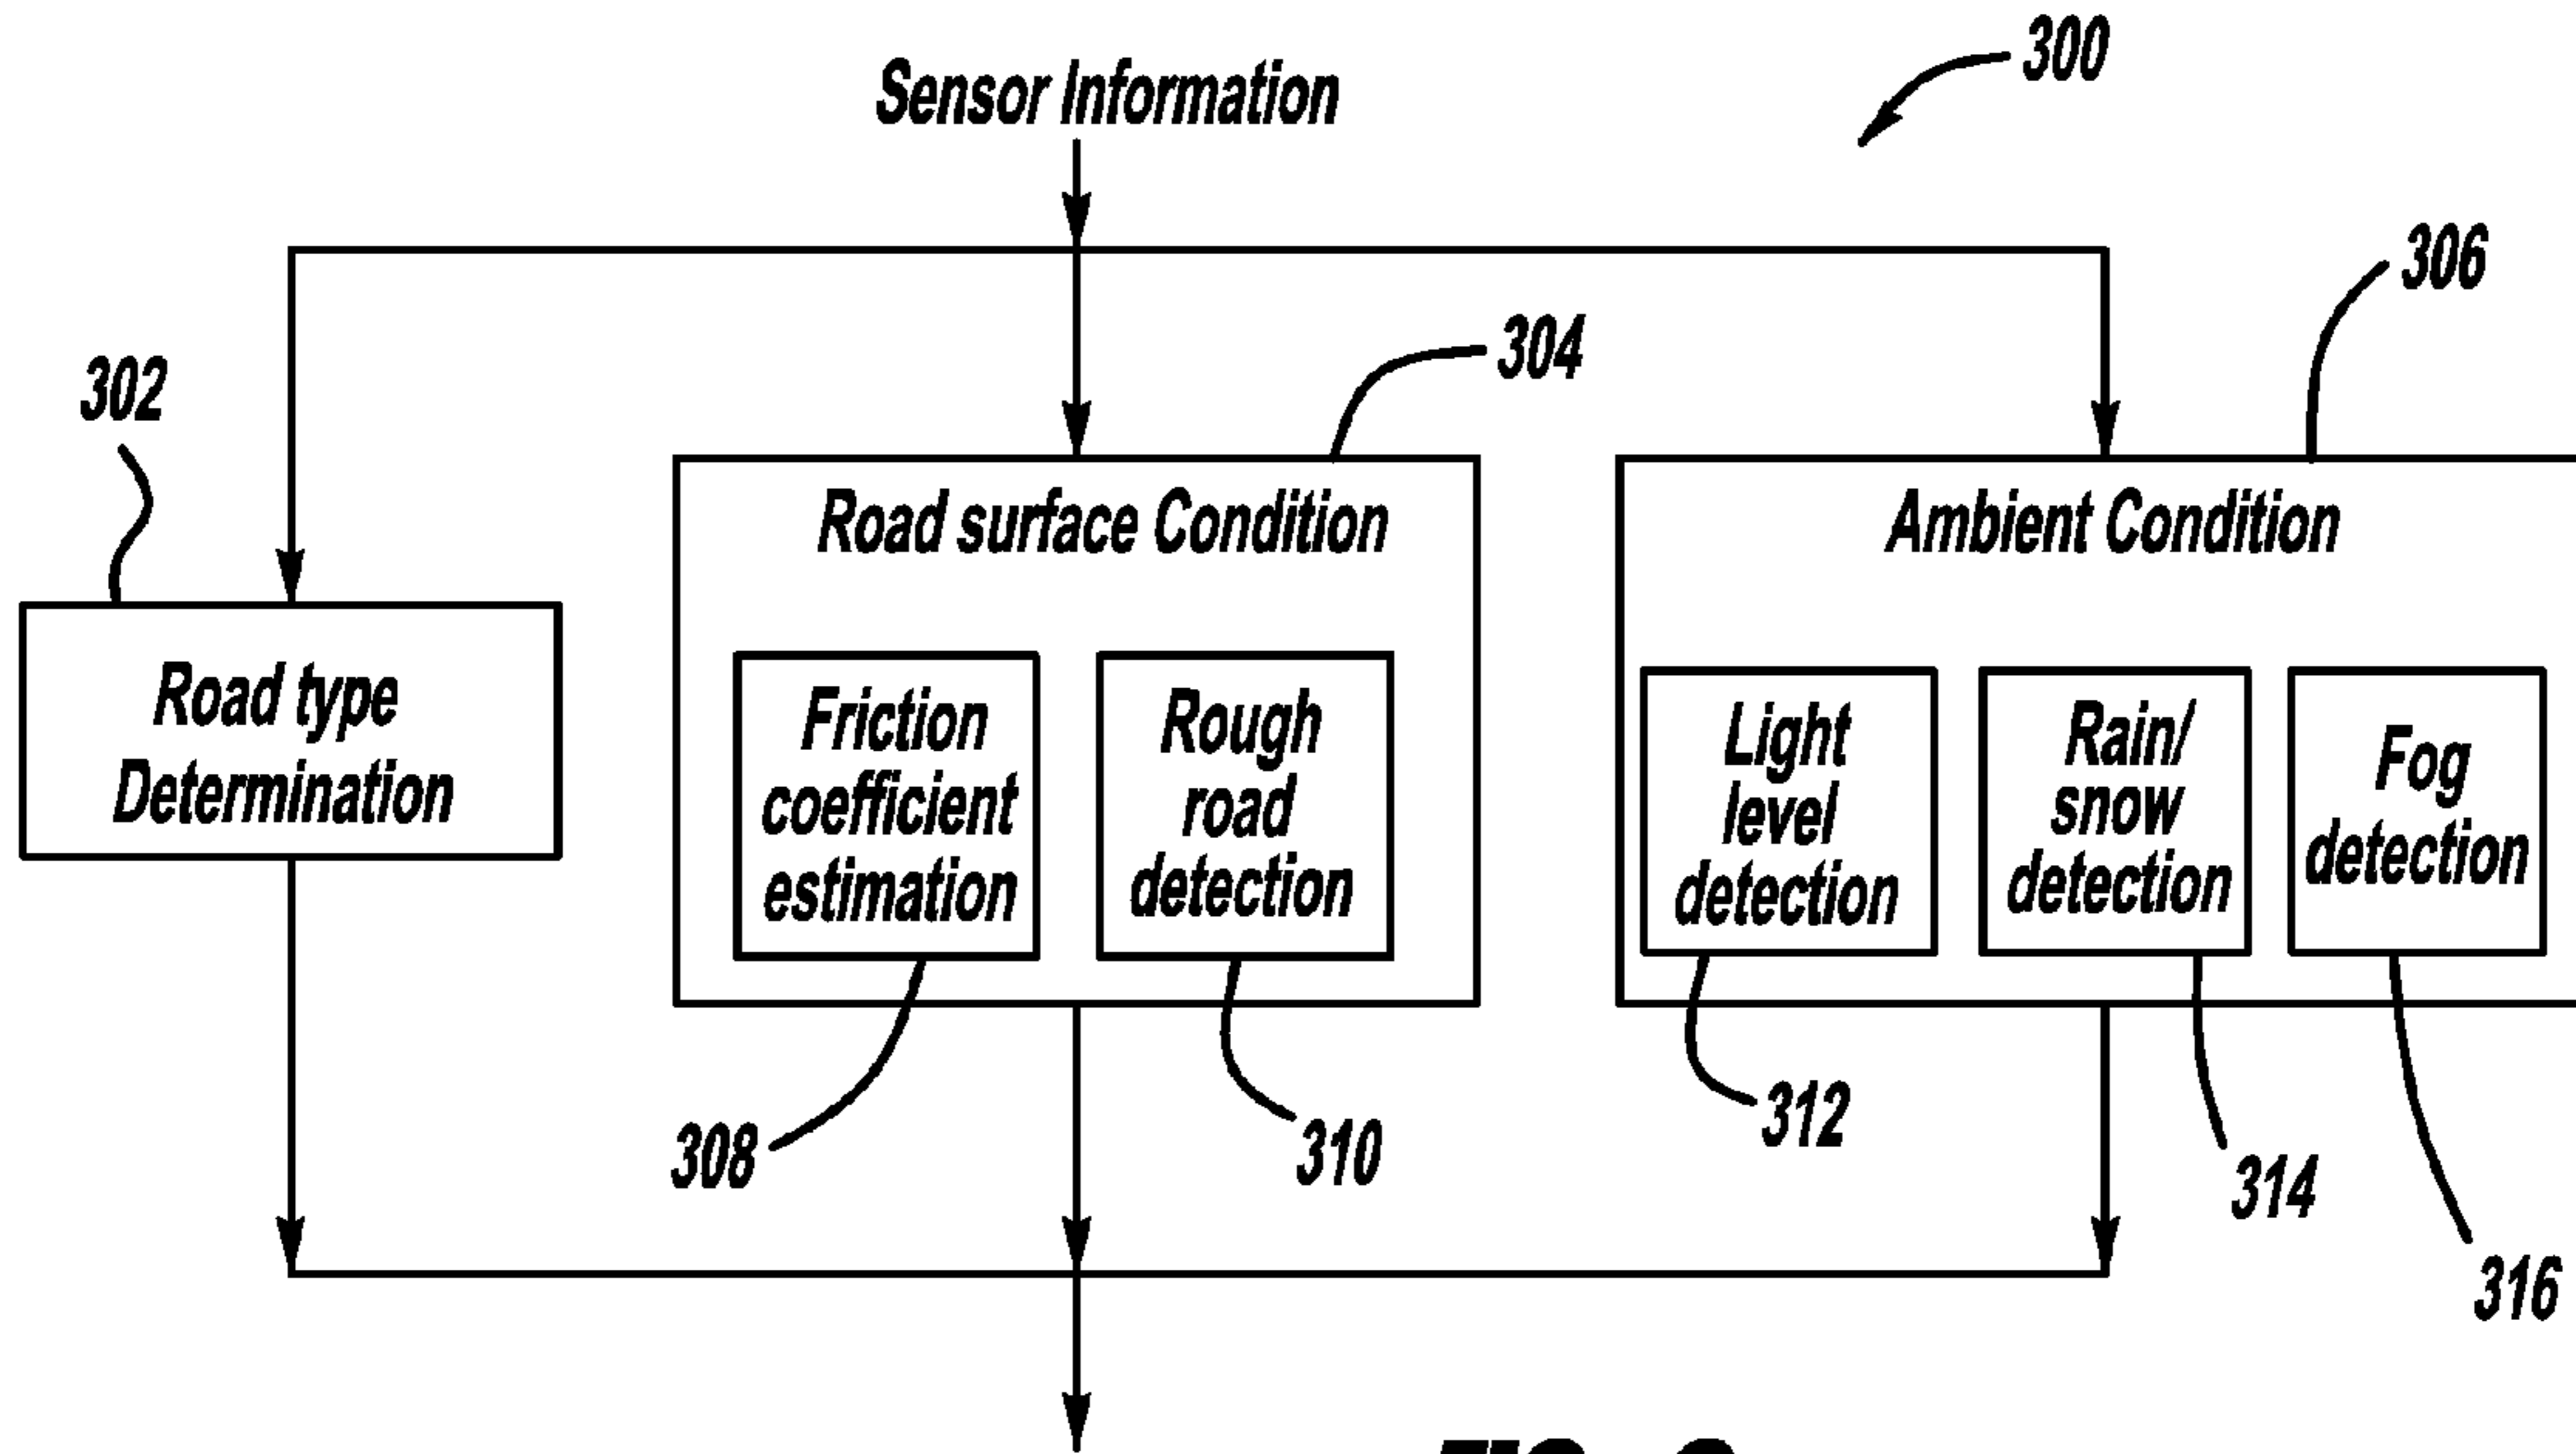 Sensor Information
300
306
304
302
Road surface Condition
Ambient Condition
Road type
Determination
Friction
coefficient
estimation
Rough
road
detection
Light
level
detection
Rain/
snow
detection
Fog
detection
308
310
312
314
316